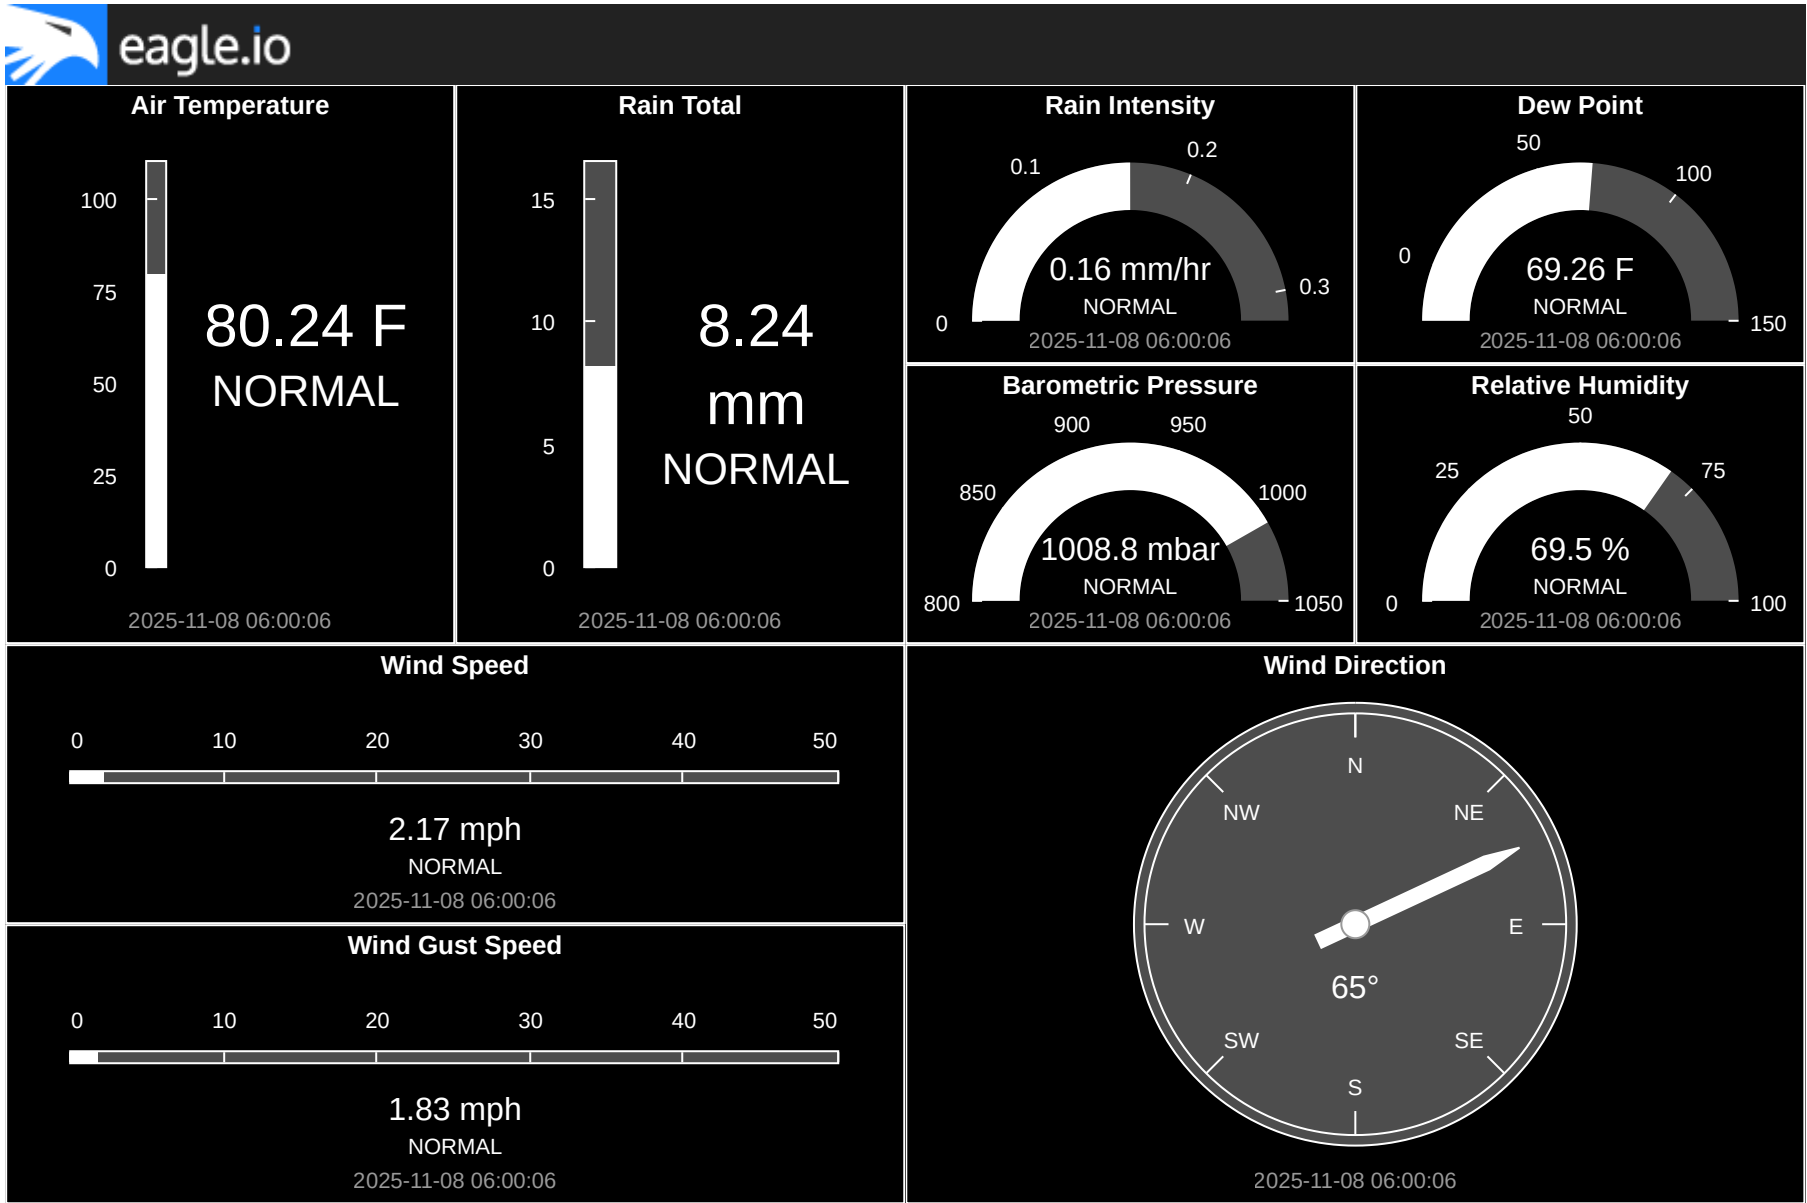 eagle.io
Air Temperature
100
75
50
25
0
80.24 F
NORMAL
2025-11-08 06:00:06
Rain Total
15
10
5
0
8.24
mm
NORMAL
2025-11-08 06:00:06
Rain Intensity
0
0.1
0.2
0.3
0.16 mm/hr
NORMAL
2025-11-08 06:00:06
Dew Point
0
50
100
150
69.26 F
NORMAL
2025-11-08 06:00:06
Barometric Pressure
800
850
900
950
1000
1050
1008.8 mbar
NORMAL
2025-11-08 06:00:06
Relative Humidity
0
25
50
75
100
69.5 %
NORMAL
2025-11-08 06:00:06
Wind Speed
0 10 20 30 40 50
2.17 mph
NORMAL
2025-11-08 06:00:06
Wind Gust Speed
0 10 20 30 40 50
1.83 mph
NORMAL
2025-11-08 06:00:06
Wind Direction
N
NW NE
W E
65°
SW SE
S
2025-11-08 06:00:06